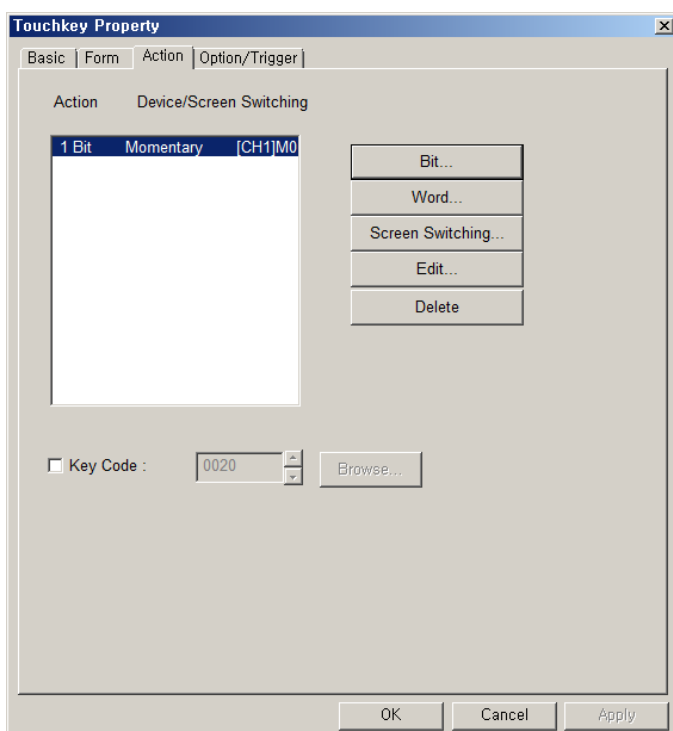 Touchkey Property
Basic Form Action Option/Trigger
Action Device/Screen Switching
1 Bit Momentary [CH1]M0
Bit...
Word...
Screen Switching...
Edit...
Delete
Key Code : 0020 Browse...
OK Cancel Apply